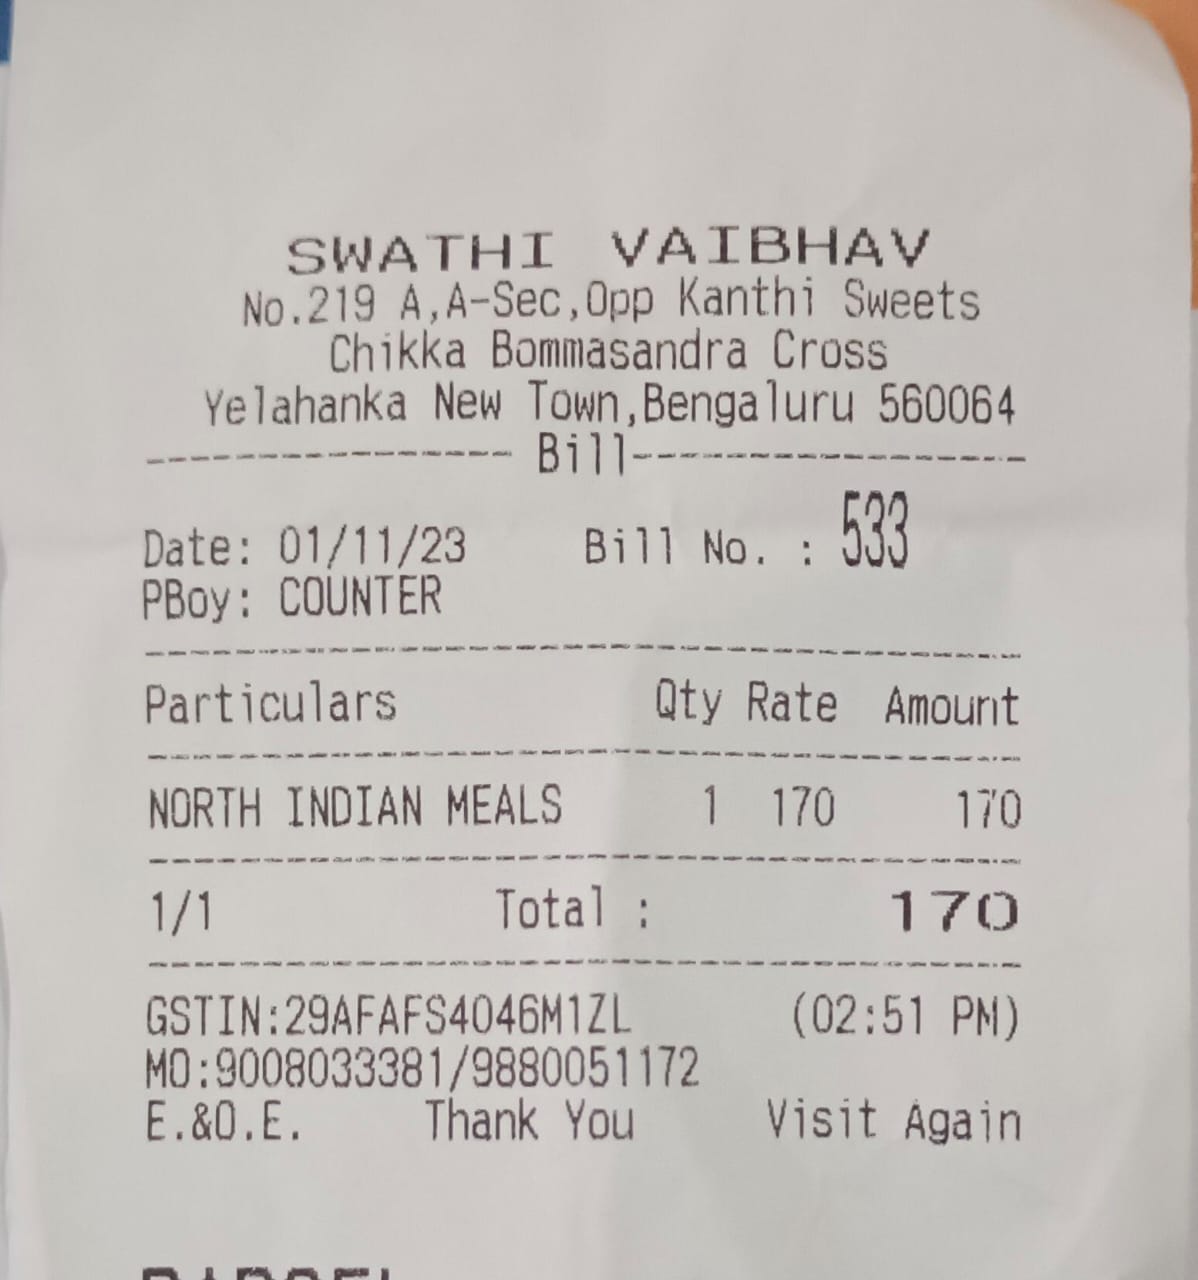 SWATHI VAIBHAV
No.219 A,A-Sec,Opp Kanthi Sweets
Chikka Bommasandra Cross
Yelahanka New Town,Bengaluru 560064
---------------- Bill-----------------
Date: 01/11/23 Bill No. : 533
PBoy: COUNTER
Particulars Qty Rate Amount
NORTH INDIAN MEALS 1 170 170
1/1 Total : 170
GSTIN:29AFAFS4046M1ZL (02:51 PM)
MO:9008033381/9880051172
E.&O.E. Thank You Visit Again